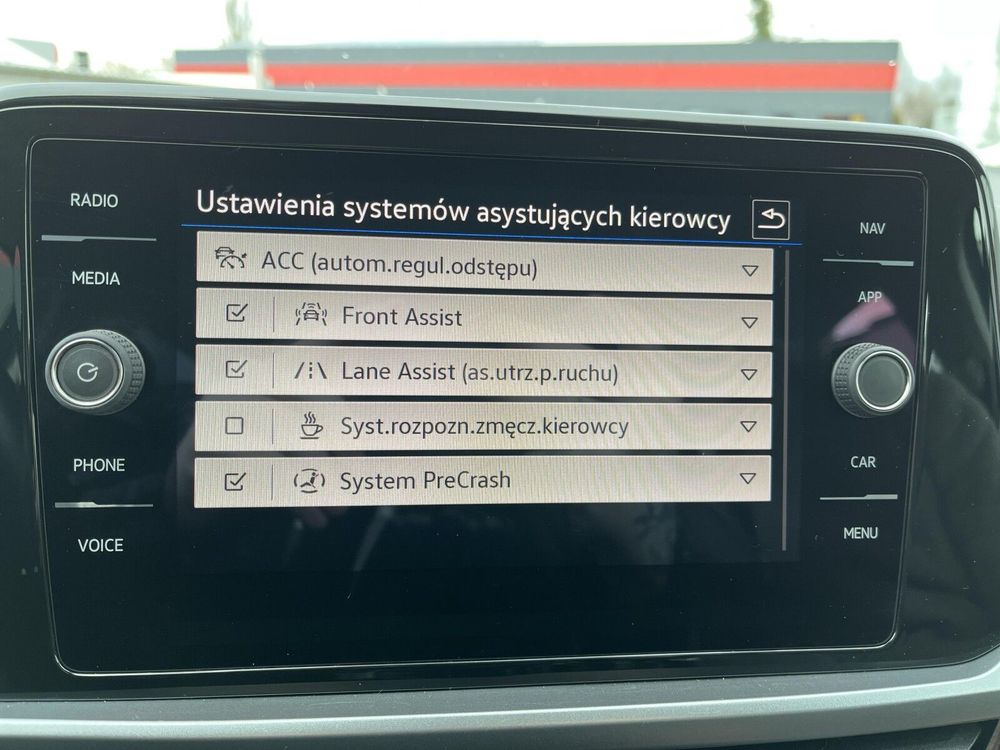 RADIO
MEDIA
PHONE
VOICE
Ustawienia systemów asystujących kierowcy
ACC (autom.regul.odstępu)
Front Assist
Lane Assist (as.utrz.p.ruchu)
Syst.rozpozn.zmęcz.kierowcy
System PreCrash
NAV
APP
CAR
MENU